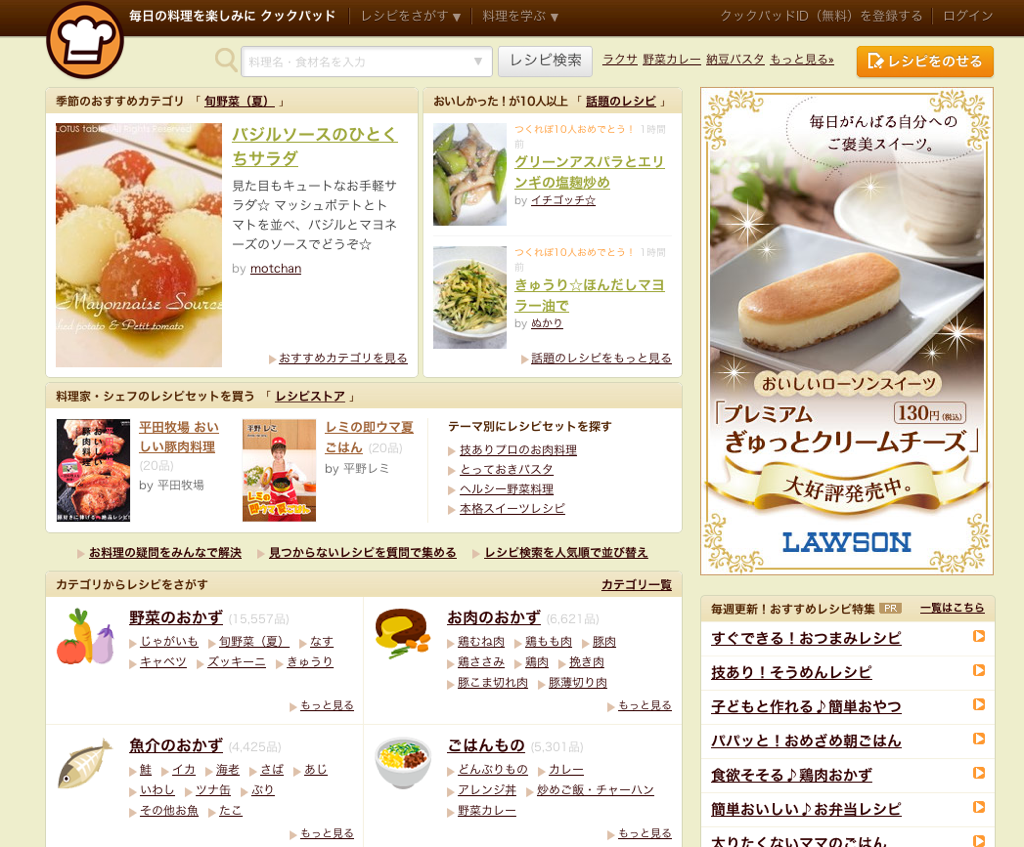 毎日の料理を楽しみに クックパッド
レシピをさがす▼
料理を学ぶ▼
クックパッドID（無料）を登録する
ログイン
料理名・食材名を入力
レシピ検索
ラクサ 野菜カレー 納豆パスタ もっと見る»
レシピをのせる
季節のおすすめカテゴリ 「 旬野菜（夏） 」
LOTUS table All Rights Reserved
Mayonnaise Source
Petit tomato
バジルソースのひとく
ちサラダ
見た目もキュートなお手軽サ
ラダ☆ マッシュポテトとト
マトを並べ、バジルとマヨネ
ーズのソースでどうぞ☆
by motchan
おすすめカテゴリを見る
おいしかった！が10人以上 「 話題のレシピ 」
つくれぽ10人おめでとう！ 1時間
前
グリーンアスパラとエリ
ンギの塩麹炒め
by イチゴッチ☆
つくれぽ10人おめでとう！ 1時間
前
きゅうり☆ほんだしマヨ
ラー油で
by ぬかり
話題のレシピをもっと見る
毎日がんばる自分への
ご褒美スイーツ。
おいしいローソンスイーツ
「プレミアム
130円(税込)
ぎゅっとクリームチーズ」
大好評発売中。
LAWSON
料理家・シェフのレシピセットを買う 「 レシピストア 」
おいしい
豚肉料理
平田牧場 おい
しい豚肉料理
(20品)
by 平田牧場
平野レミ
レミの
即ウマ夏ごはん
レミの即ウマ夏
ごはん (20品)
by 平野レミ
テーマ別にレシピセットを探す
技ありプロのお肉料理
とっておきパスタ
ヘルシー野菜料理
本格スイーツレシピ
お料理の疑問をみんなで解決
見つからないレシピを質問で集める
レシピ検索を人気順で並び替え
カテゴリからレシピをさがす
カテゴリ一覧
野菜のおかず (15,557品)
じゃがいも 旬野菜（夏） なす
キャベツ ズッキーニ きゅうり
もっと見る
お肉のおかず (6,621品)
鶏むね肉 鶏もも肉 豚肉
鶏ささみ 鶏肉 挽き肉
豚こま切れ肉 豚薄切り肉
もっと見る
魚介のおかず (4,425品)
鮭 イカ 海老 さば あじ
いわし ツナ缶 ぶり
その他お魚 たこ
もっと見る
ごはんもの (5,301品)
どんぶりもの カレー
アレンジ丼 炒めご飯・チャーハン
野菜カレー
もっと見る
毎週更新！おすすめレシピ特集 PR
一覧はこちら
すぐできる！おつまみレシピ
技あり！そうめんレシピ
子どもと作れる♪簡単おやつ
パパッと！おめざめ朝ごはん
食欲そそる♪鶏肉おかず
簡単おいしい♪お弁当レシピ
太りたくないママのごはん